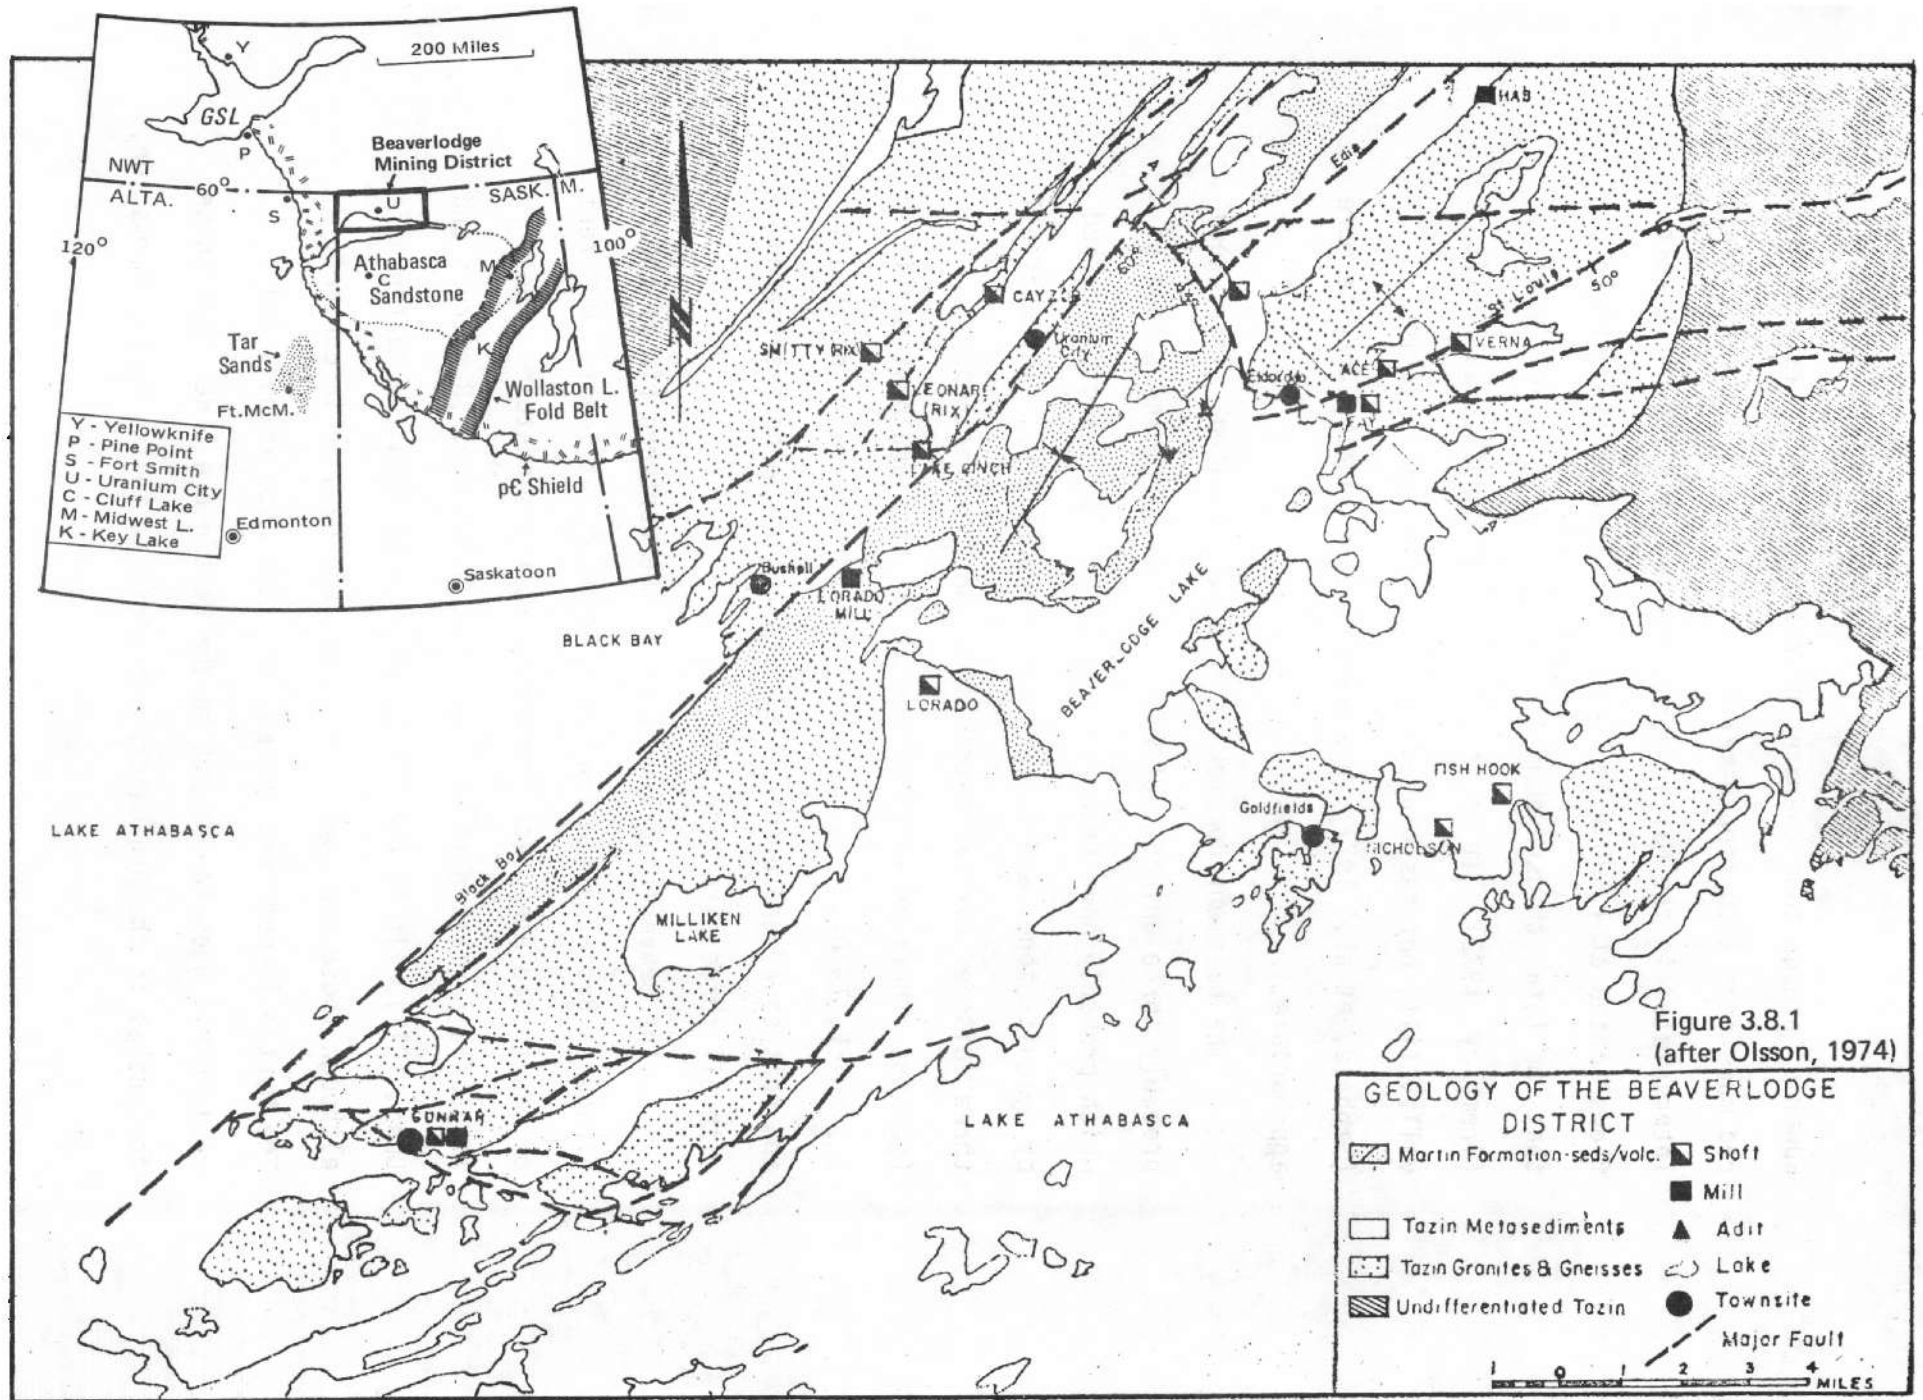 Y
200 Miles
GSL
P
Beaverlodge
Mining District
NWT
60°
ALTA.
SASK.
M.
S
U
120°
100°
Athabasca
C
Sandstone
M
Tar
Sands
K
Ft.McM.
Wollaston L.
Fold Belt
Y - Yellowknife
P - Pine Point
S - Fort Smith
U - Uranium City
C - Cluff Lake
M - Midwest L.
K - Key Lake
p€ Shield
Edmonton
Saskatoon
N
HAB
Edie
A
60°
St Louis
50°
Uranium
City
SMITTY (RIX)
(RIX)
VERNA
ACE
Eldorado
LAKE CINCH
A
Bushell
LORADO
MILL
BLACK BAY
BEAVERLODGE LAKE
LORADO
FISH HOOK
Goldfields
NICHOLSON
LAKE ATHABASCA
Black Bay
MILLIKEN
LAKE
GUNNAR
LAKE ATHABASCA
Figure 3.8.1
(after Olsson, 1974)
GEOLOGY OF THE BEAVERLODGE
DISTRICT
Martin Formation-seds/volc.
Shaft
Mill
Tazin Metasediments
Adit
Tazin Granites & Gneisses
Lake
Undifferentiated Tazin
Townsite
Major Fault
1 0 1 2 3 4
MILES